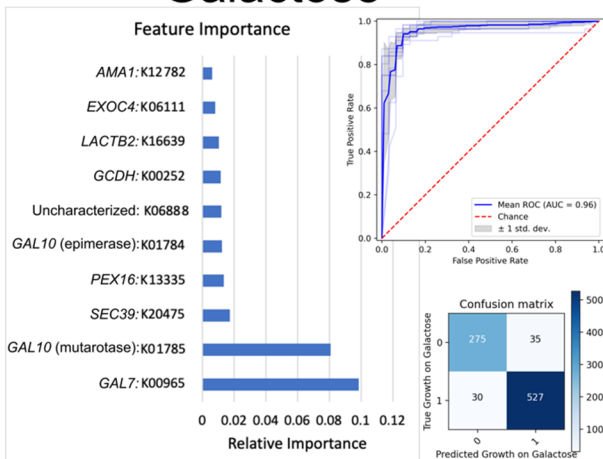 Galactose
Feature Importance
AMA1: K12782
EXOC4: K06111
LACTB2: K16639
GCDH: K00252
Uncharacterized: K06888
GAL10 (epimerase): K01784
PEX16: K13335
SEC39: K20475
GAL10 (mutarotase): K01785
GAL7: K00965
0 0.02 0.04 0.06 0.08 0.1 0.12
Relative Importance
1.0
0.8
0.6
0.4
0.2
0.0
True Positive Rate
Mean ROC (AUC = 0.96)
Chance
± 1 std. dev.
0.0 0.2 0.4 0.6 0.8 1.0
False Positive Rate
Confusion matrix
True Growth on Galactose
0 275 35
1 30 527
0 1
Predicted Growth on Galactose
500
400
300
200
100